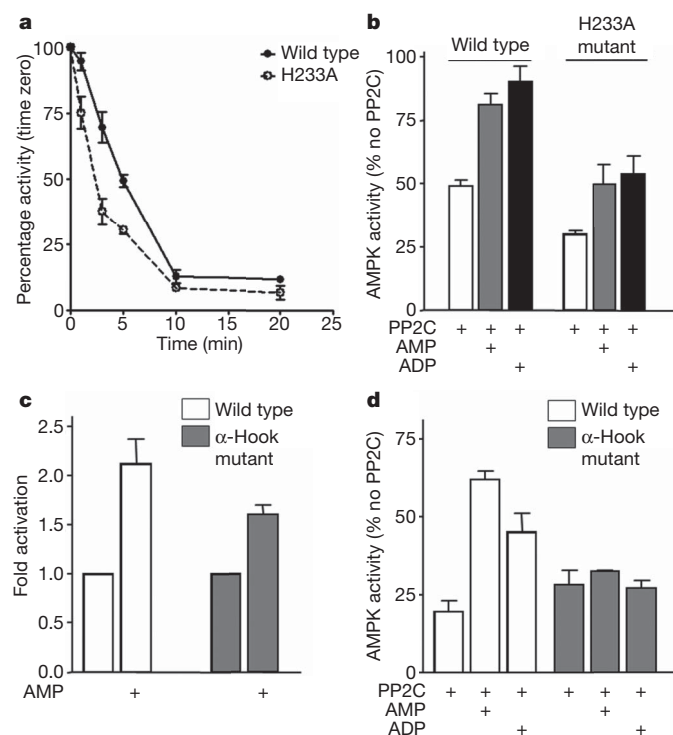 a
100
75
50
25
0
Percentage activity (time zero)
Wild type
H233A
0 5 10 15 20 25
Time (min)
b
Wild type
H233A
mutant
100
75
50
25
0
AMPK activity (% no PP2C)
PP2C + + + + + +
AMP + +
ADP + +
c
Wild type
α-Hook
mutant
2.5
2.0
1.5
1.0
0.5
0.0
Fold activation
AMP + +
d
Wild type
α-Hook
mutant
75
50
25
0
AMPK activity (% no PP2C)
PP2C + + + + + +
AMP + +
ADP + +